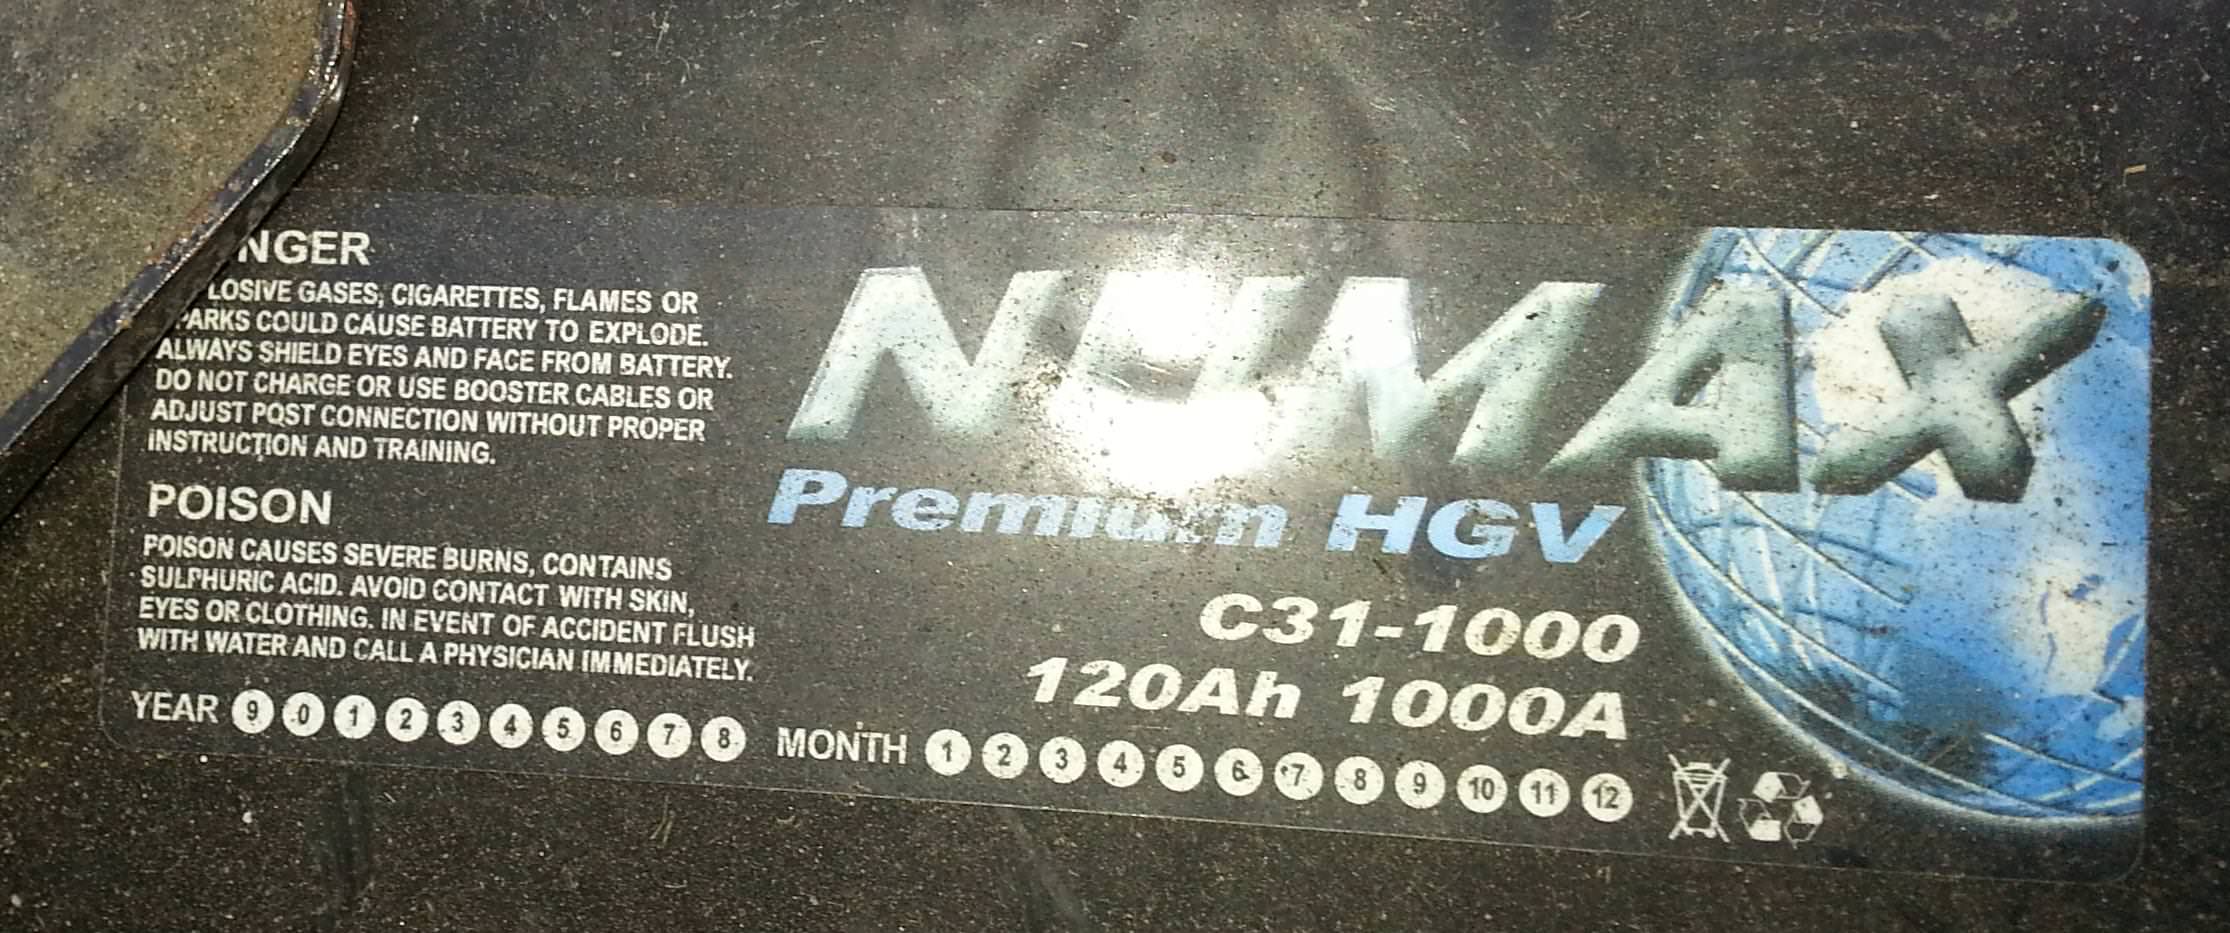 NGER
LOSIVE GASES, CIGARETTES, FLAMES OR
PARKS COULD CAUSE BATTERY TO EXPLODE.
ALWAYS SHIELD EYES AND FACE FROM BATTERY.
DO NOT CHARGE OR USE BOOSTER CABLES OR
ADJUST POST CONNECTION WITHOUT PROPER
INSTRUCTION AND TRAINING.
POISON
POISON CAUSES SEVERE BURNS, CONTAINS
SULPHURIC ACID. AVOID CONTACT WITH SKIN,
EYES OR CLOTHING. IN EVENT OF ACCIDENT FLUSH
WITH WATER AND CALL A PHYSICIAN IMMEDIATELY.
NUMAX
Premium HGV
C31-1000
120Ah 1000A
YEAR 9 0 1 2 3 4 5 6 7 8 MONTH 1 2 3 4 5 6 7 8 9 10 11 12